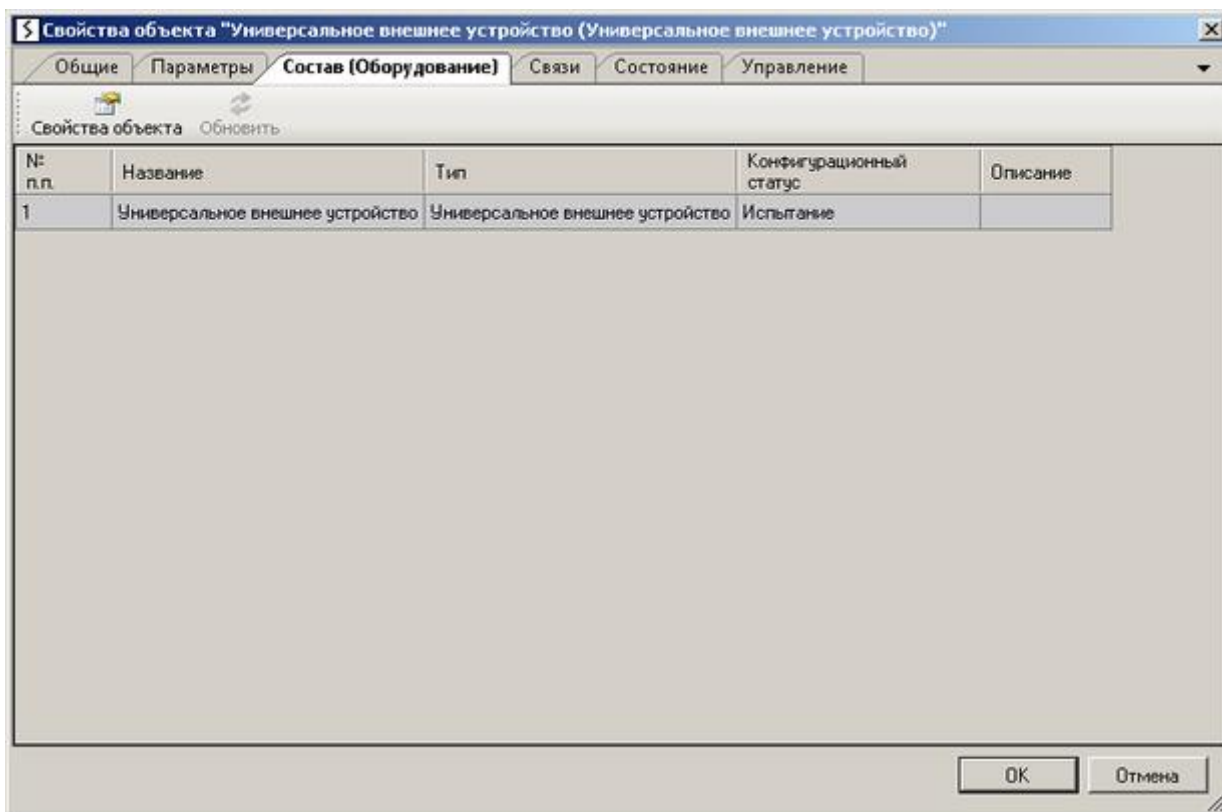 Свойства объекта "Универсальное внешнее устройство (Универсальное внешнее устройство)"
Общие Параметры Состав (Оборудование) Связи Состояние Управление
Свойства объекта Обновить
№ п.п. Название Тип Конфигурационный статус Описание
1 Универсальное внешнее устройство Универсальное внешнее устройство Испытание
OK Отмена